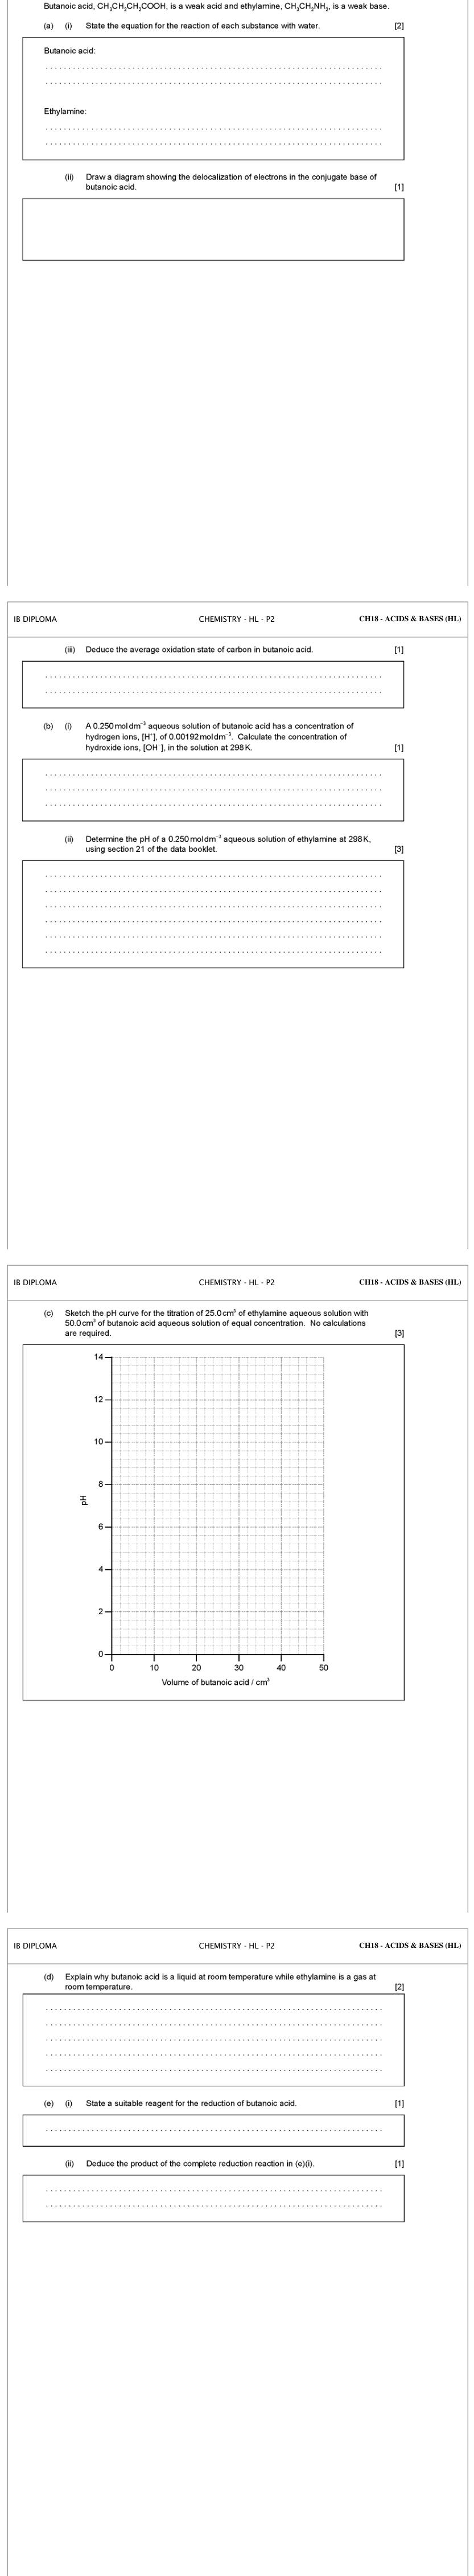 Butanoic acid, CH₃CH₂CH₂COOH, is a weak acid and ethylamine, CH₃CH₂NH₂, is a weak base.
(a) (i) State the equation for the reaction of each substance with water. [2]
Butanoic acid:
Ethylamine:
(ii) Draw a diagram showing the delocalization of electrons in the conjugate base of
butanoic acid. [1]
IB DIPLOMA CHEMISTRY - HL - P2 CH18 - ACIDS & BASES (HL)
(iii) Deduce the average oxidation state of carbon in butanoic acid. [1]
(b) (i) A 0.250 mol dm⁻³ aqueous solution of butanoic acid has a concentration of
hydrogen ions, [H⁺], of 0.00192 mol dm⁻³. Calculate the concentration of
hydroxide ions, [OH⁻], in the solution at 298 K. [1]
(ii) Determine the pH of a 0.250 mol dm⁻³ aqueous solution of ethylamine at 298 K,
using section 21 of the data booklet. [3]
IB DIPLOMA CHEMISTRY - HL - P2 CH18 - ACIDS & BASES (HL)
(c) Sketch the pH curve for the titration of 25.0 cm³ of ethylamine aqueous solution with
50.0 cm³ of butanoic acid aqueous solution of equal concentration. No calculations
are required. [3]
14
12
10
8
pH
6
4
2
0
0 10 20 30 40 50
Volume of butanoic acid / cm³
IB DIPLOMA CHEMISTRY - HL - P2 CH18 - ACIDS & BASES (HL)
(d) Explain why butanoic acid is a liquid at room temperature while ethylamine is a gas at
room temperature. [2]
(e) (i) State a suitable reagent for the reduction of butanoic acid. [1]
(ii) Deduce the product of the complete reduction reaction in (e)(i). [1]